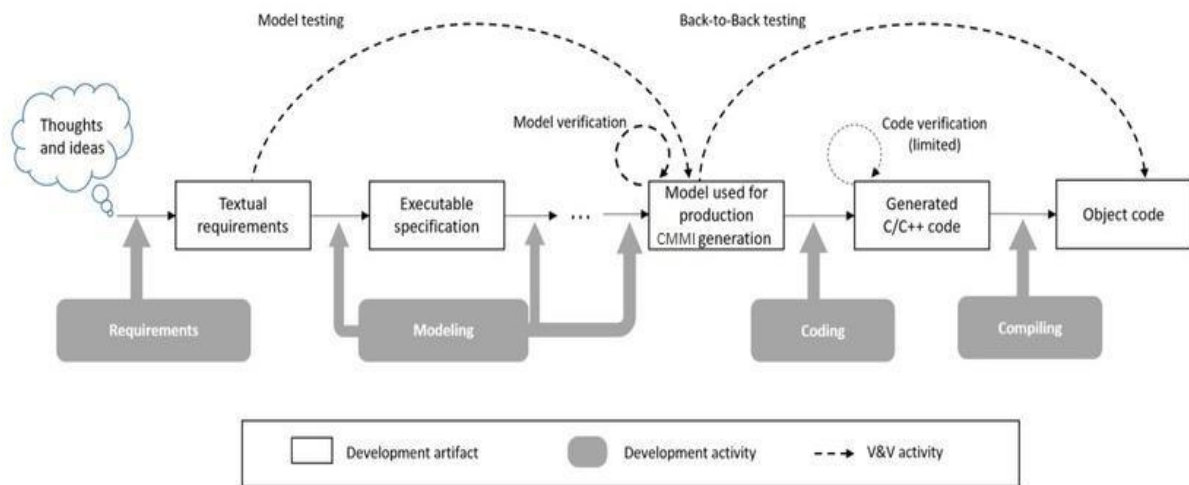 Model testing
Back-to-Back testing
Thoughts
and ideas
Model verification
Code verification
(limited)
Textual
requirements
Executable
specification
...
Model used for
production
CMMI generation
Generated
C/C++ code
Object code
Requirements
Modeling
Coding
Compiling
Development artifact
Development activity
V&V activity